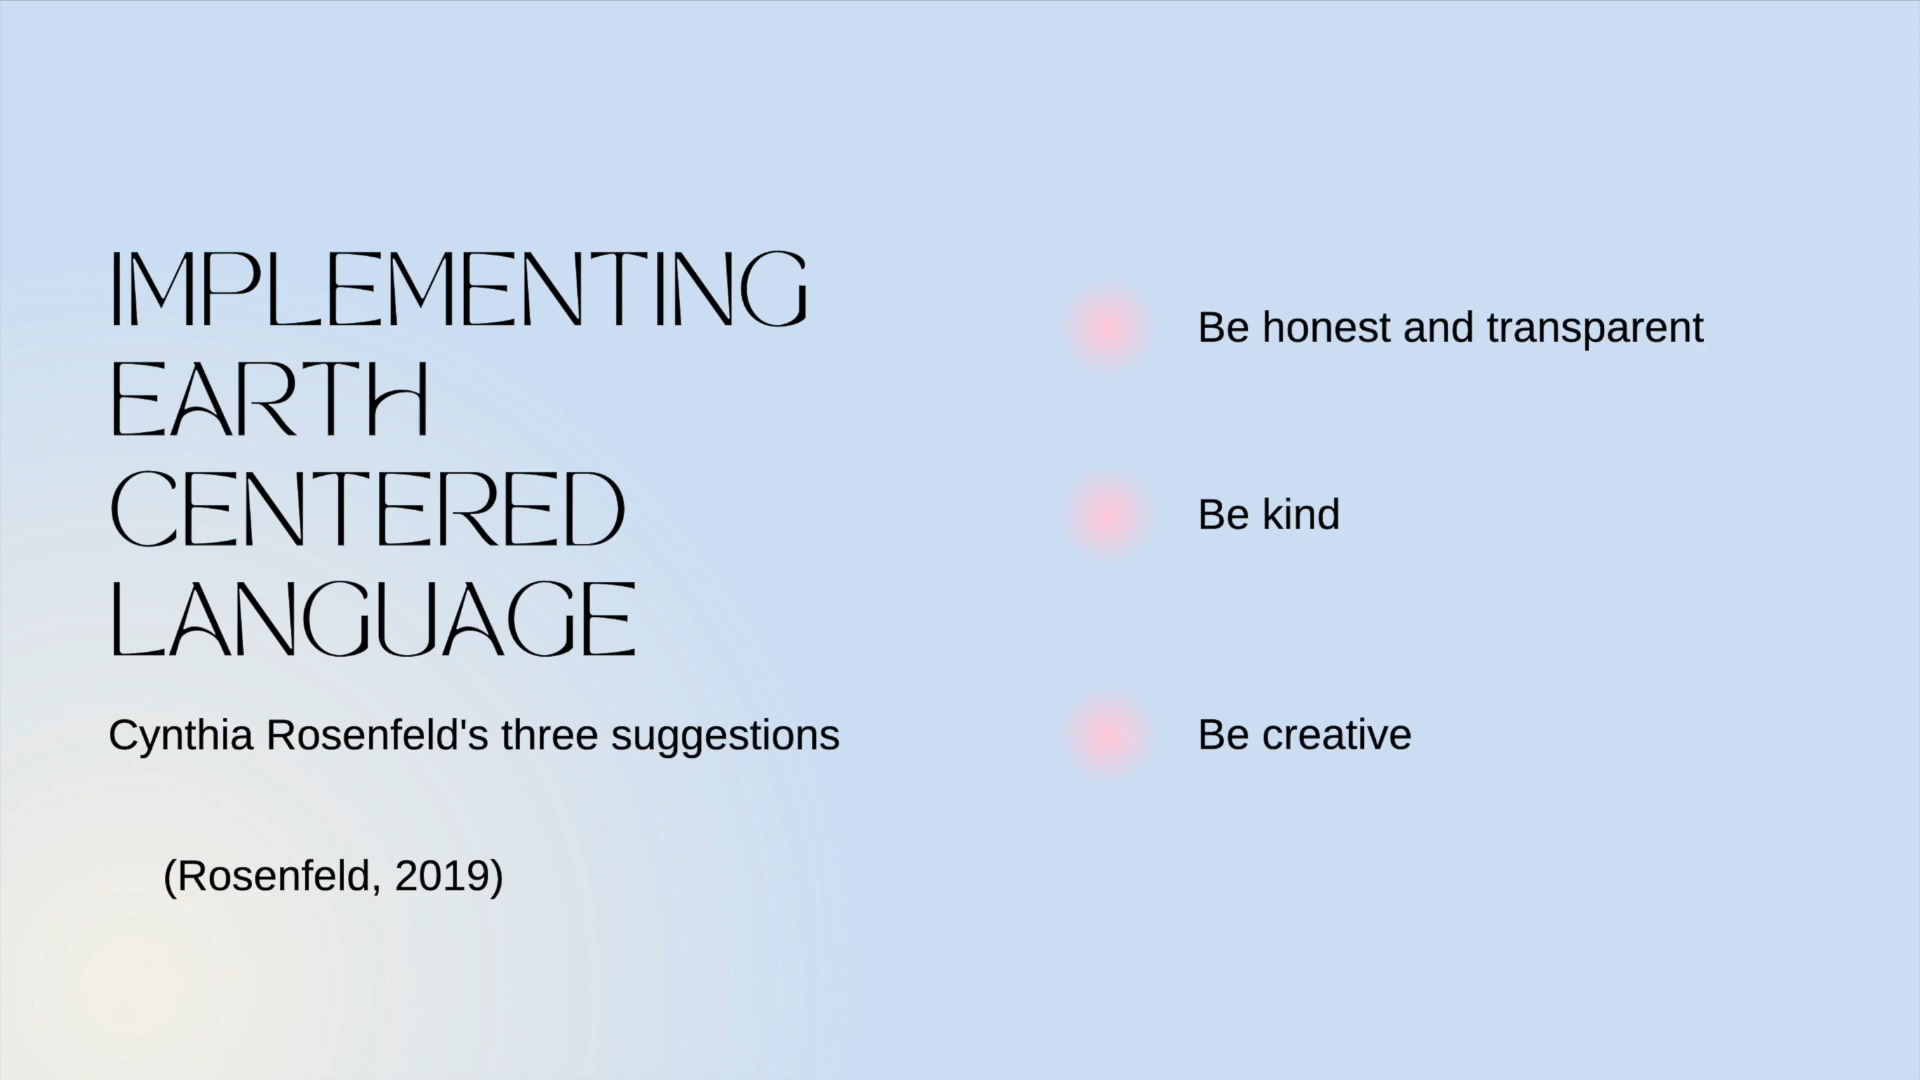 IMPLEMENTING
EARTH
CENTERED
LANGUAGE
Cynthia Rosenfeld's three suggestions
(Rosenfeld, 2019)
Be honest and transparent
Be kind
Be creative